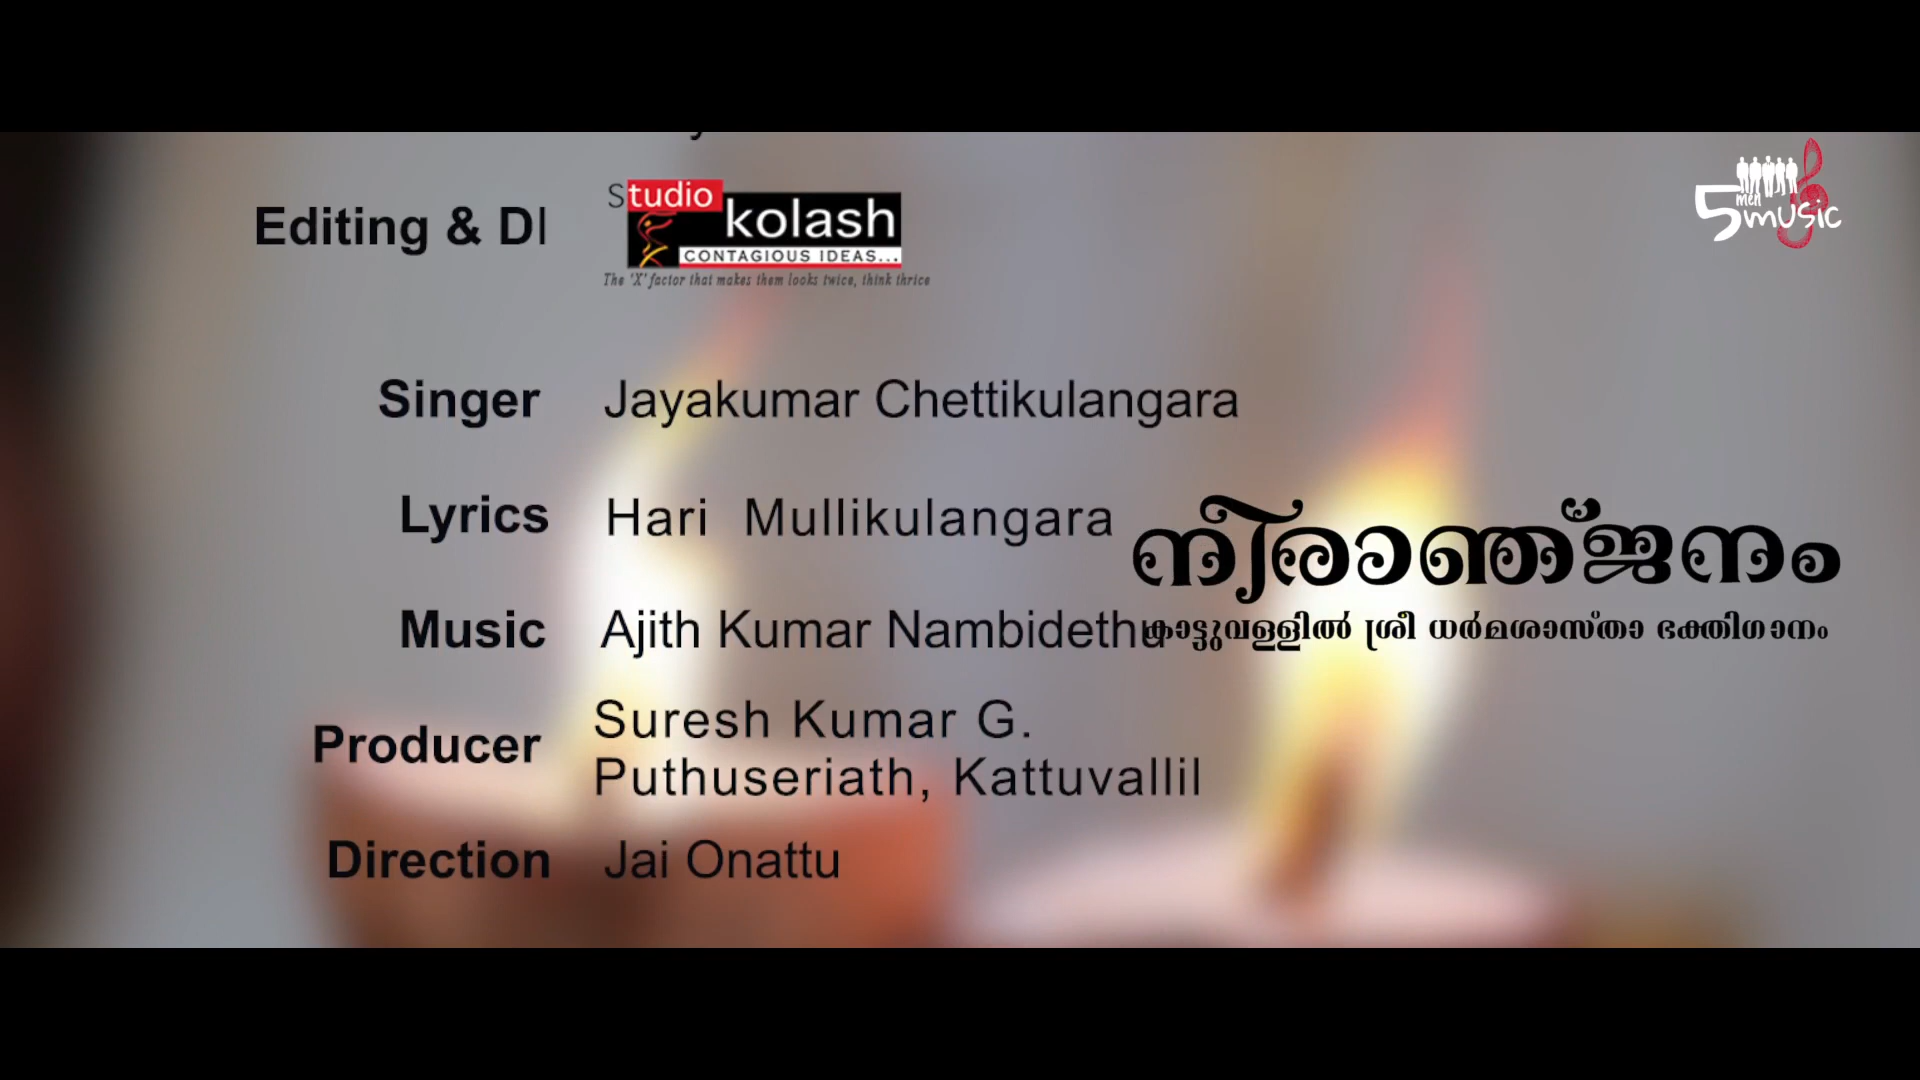 Editing & DI
Studio
kolash
CONTAGIOUS IDEAS...
The 'X' factor that makes them looks twice, think thrice
5 men music
Singer Jayakumar Chettikulangara
Lyrics Hari Mullikulangara
നീരാഞ്ജനം
Music Ajith Kumar Nambidethu
കാട്ടുവള്ളിൽ ശ്രീ ധർമശാസ്താ ഭക്തിഗാനം
Producer Suresh Kumar G.
Puthuseriath, Kattuvallil
Direction Jai Onattu